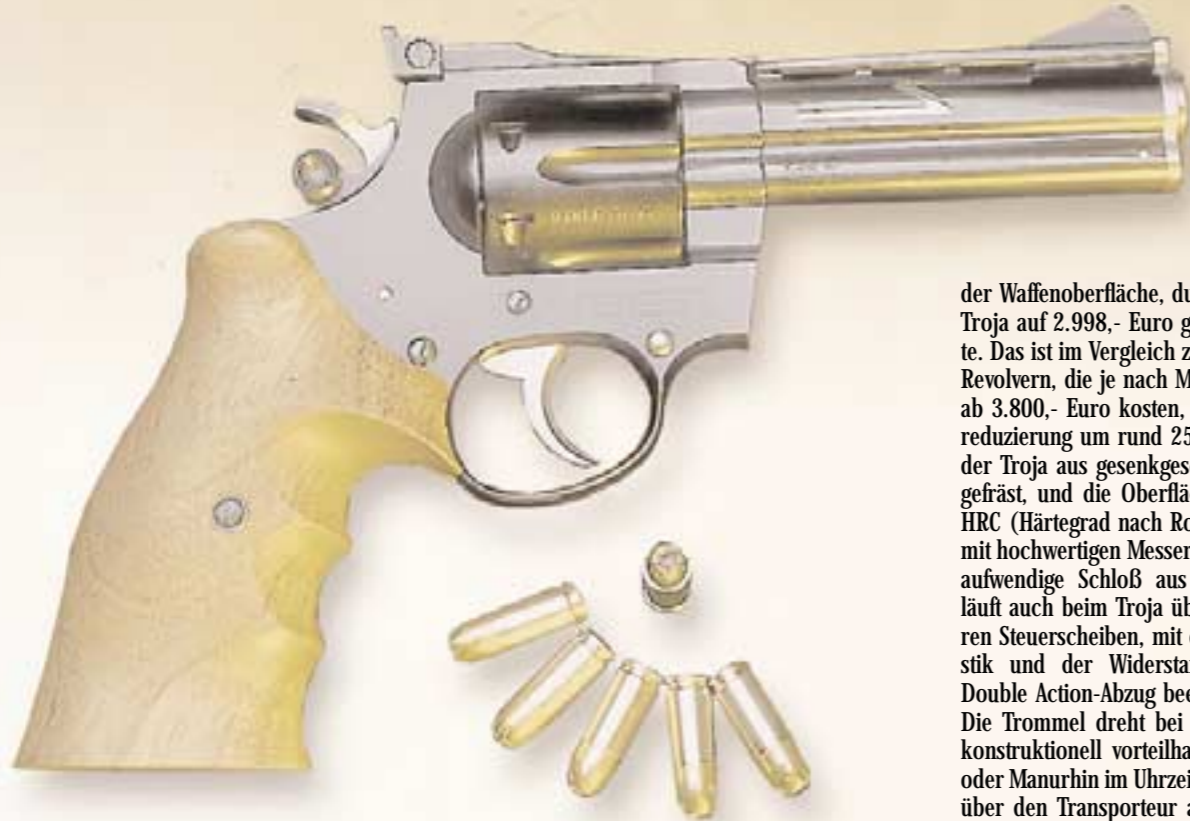 der Waffenoberfläche, du
Troja auf 2.998,- Euro g
te. Das ist im Vergleich z
Revolvern, die je nach M
ab 3.800,- Euro kosten,
reduzierung um rund 25
der Troja aus gesenkges
gefräst, und die Oberflä
HRC (Härtegrad nach Ro
mit hochwertigen Messer
aufwendige Schloß aus
läuft auch beim Troja üb
ren Steuerscheiben, mit
stik und der Widersta
Double Action-Abzug bee
Die Trommel dreht bei
konstruktionell vorteilha
oder Manurhin im Uhrzei
über den Transporteur a